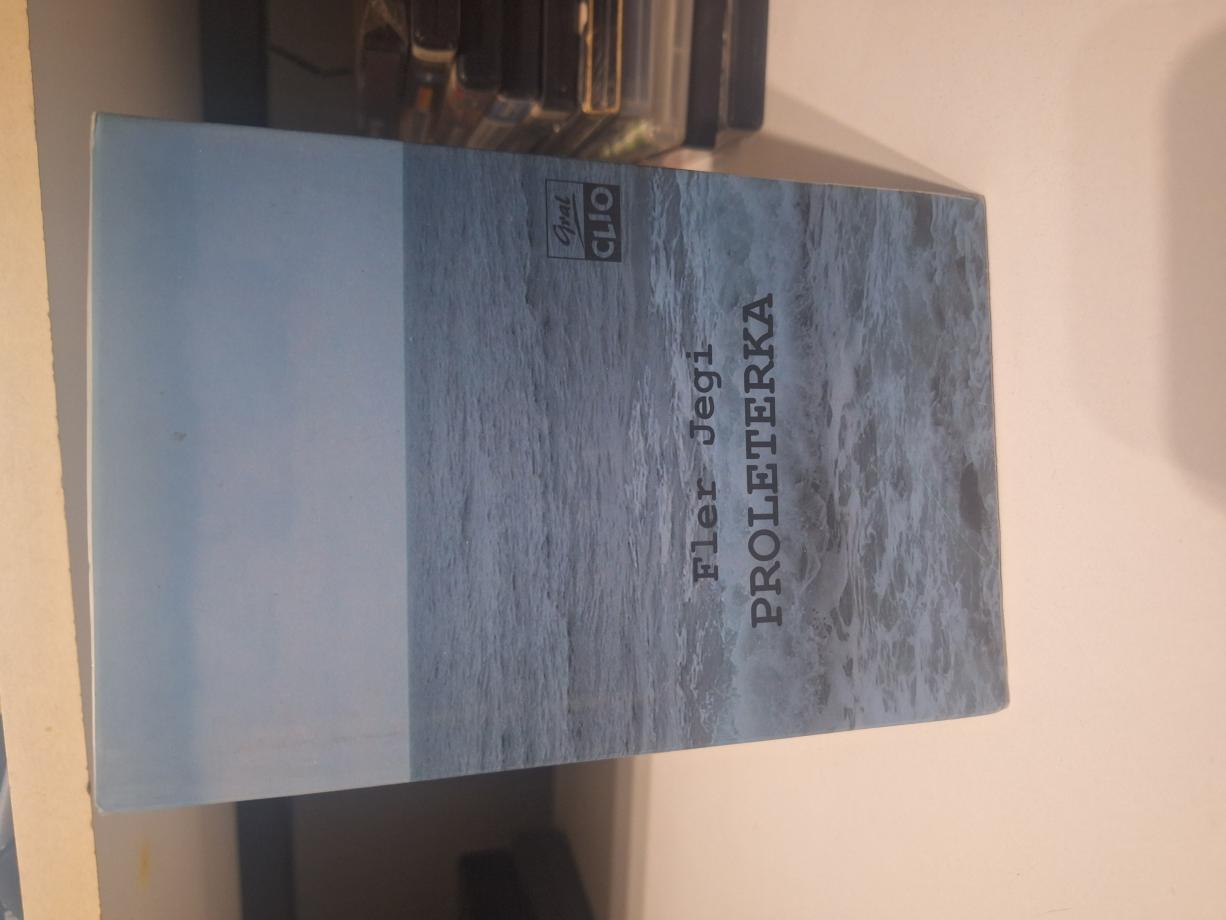 Gral
CLIO
Fler Jegi
PROLETERKA